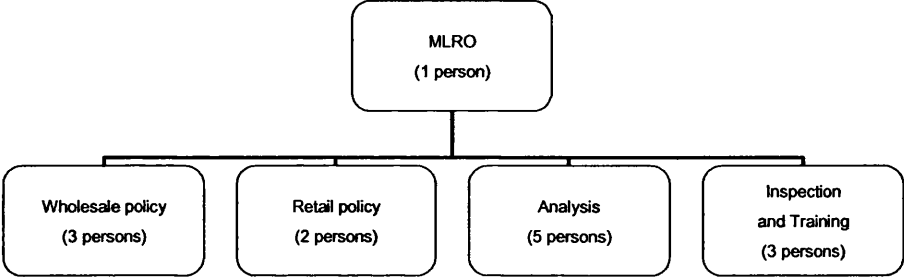 MLRO
(1 person)
Wholesale policy
(3 persons)
Retail policy
(2 persons)
Analysis
(5 persons)
Inspection
and Training
(3 persons)